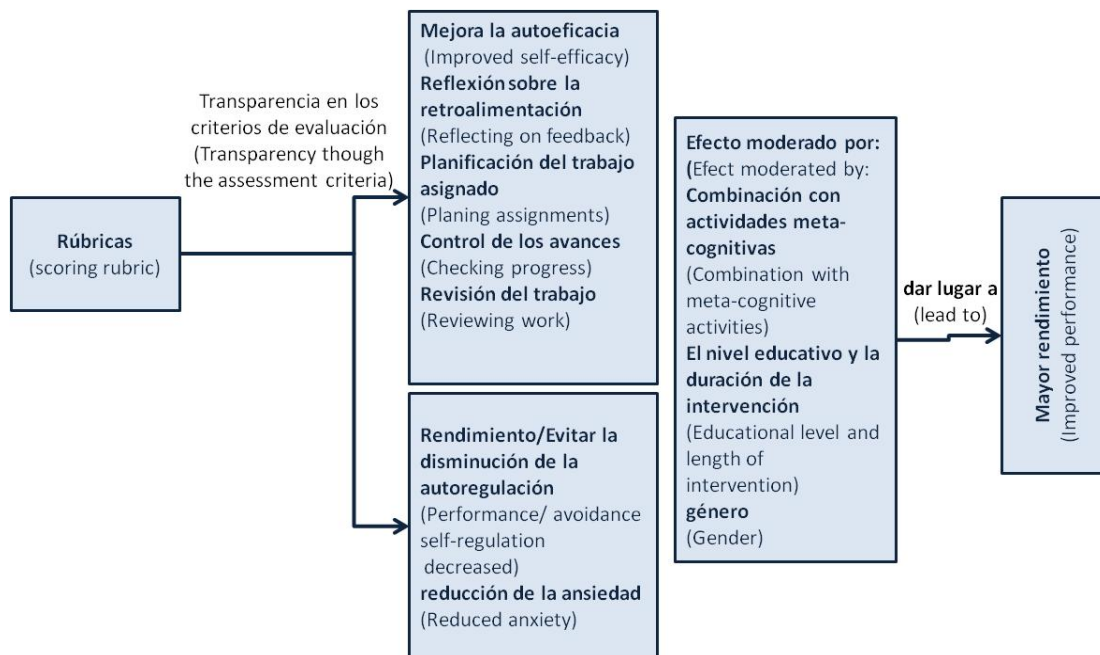 Rúbricas
(scoring rubric)
Transparencia en los
criterios de evaluación
(Transparency though
the assessment criteria)
Mejora la autoeficacia
(Improved self-efficacy)
Reflexión sobre la
retroalimentación
(Reflecting on feedback)
Planificación del trabajo
asignado
(Planing assignments)
Control de los avances
(Checking progress)
Revisión del trabajo
(Reviewing work)
Rendimiento/Evitar la
disminución de la
autoregulación
(Performance/ avoidance
self-regulation
decreased)
reducción de la ansiedad
(Reduced anxiety)
Efecto moderado por:
(Efect moderated by:
Combinación con
actividades meta-
cognitivas
(Combination with
meta-cognitive
activities)
El nivel educativo y la
duración de la
intervención
(Educational level and
length of
intervention)
género
(Gender)
dar lugar a
(lead to)
Mayor rendimiento
(Improved performance)